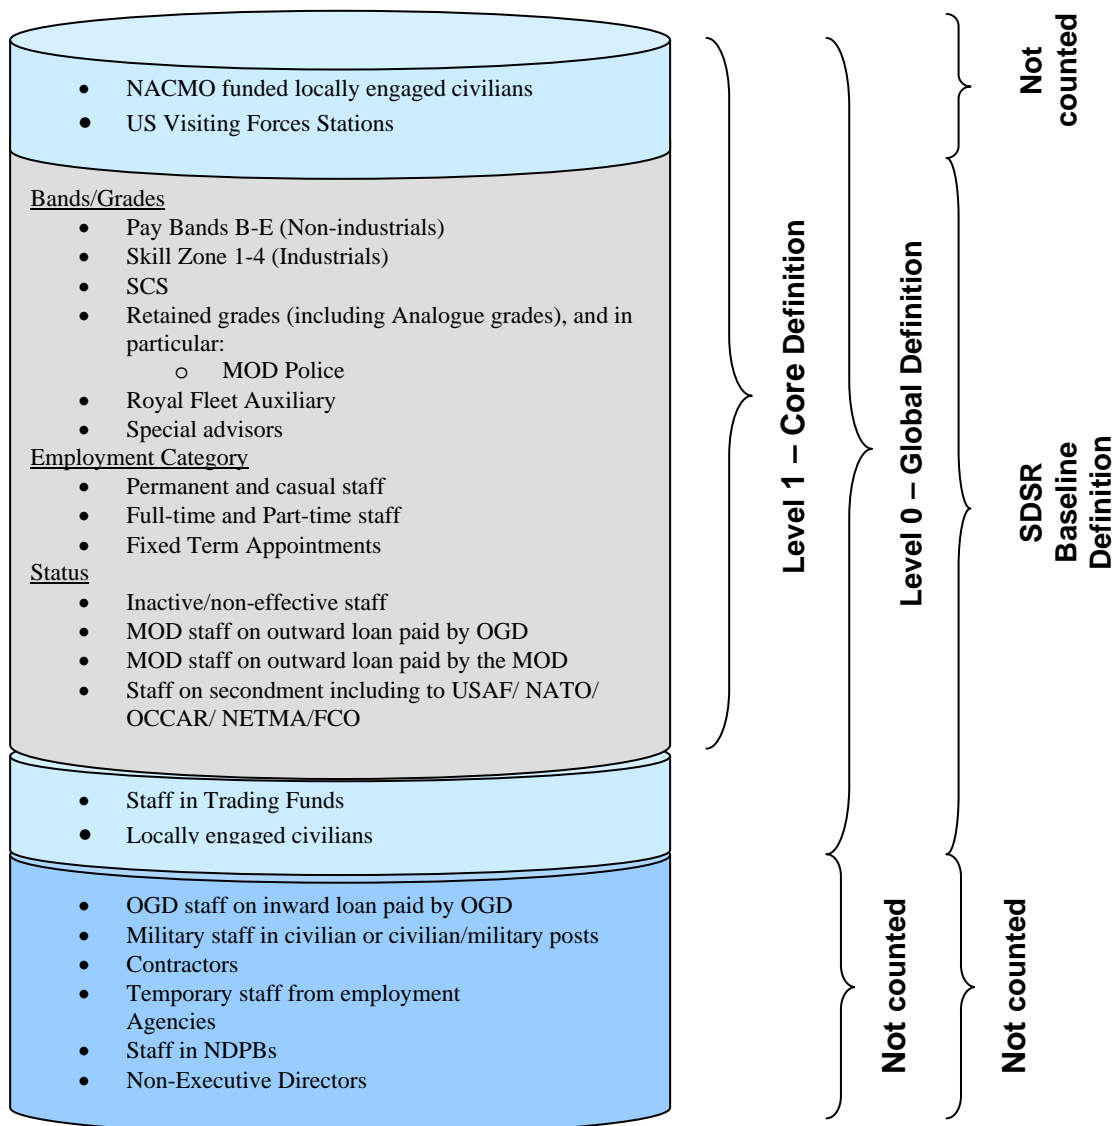 • NACMO funded locally engaged civilians
• US Visiting Forces Stations
Bands/Grades
• Pay Bands B-E (Non-industrials)
• Skill Zone 1-4 (Industrials)
• SCS
• Retained grades (including Analogue grades), and in
particular:
o MOD Police
• Royal Fleet Auxiliary
• Special advisors
Employment Category
• Permanent and casual staff
• Full-time and Part-time staff
• Fixed Term Appointments
Status
• Inactive/non-effective staff
• MOD staff on outward loan paid by OGD
• MOD staff on outward loan paid by the MOD
• Staff on secondment including to USAF/ NATO/
OCCAR/ NETMA/FCO
• Staff in Trading Funds
• Locally engaged civilians
• OGD staff on inward loan paid by OGD
• Military staff in civilian or civilian/military posts
• Contractors
• Temporary staff from employment
Agencies
• Staff in NDPBs
• Non-Executive Directors
Level 1 – Core Definition
Level 0 – Global Definition
Not counted
Not
counted
SDSR
Baseline
Definition
Not counted